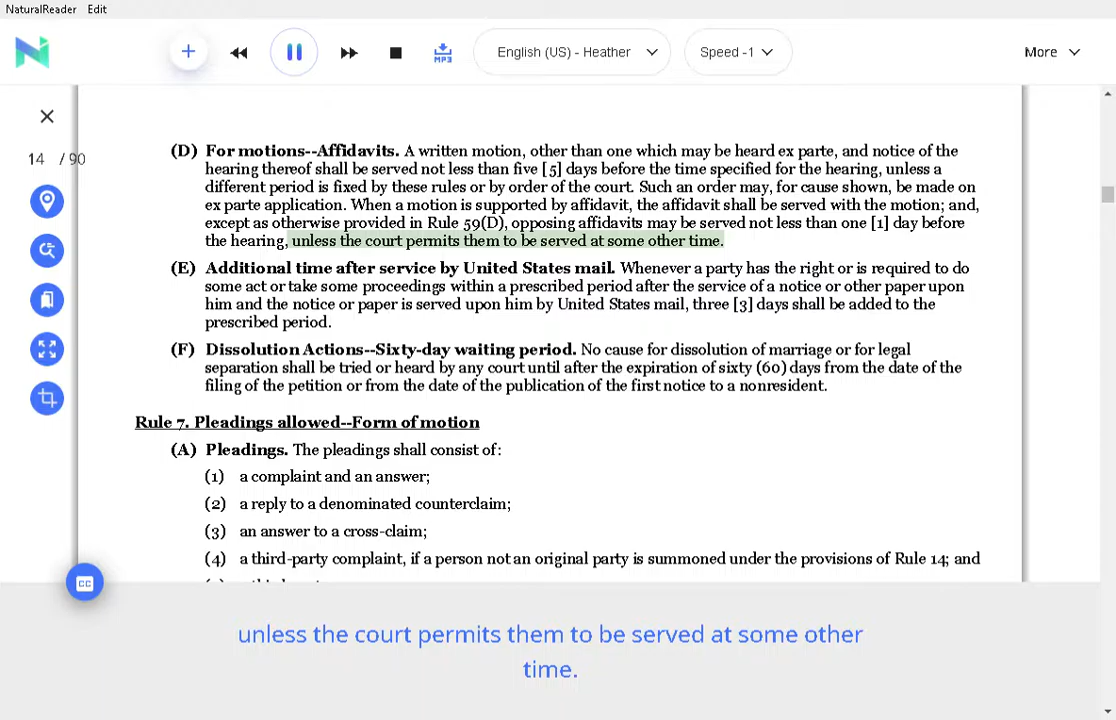 NaturalReader Edit
MP3
English (US) - Heather
Speed -1
More
14 / 90
(D) For motions--Affidavits. A written motion, other than one which may be heard ex parte, and notice of the
hearing thereof shall be served not less than five [5] days before the time specified for the hearing, unless a
different period is fixed by these rules or by order of the court. Such an order may, for cause shown, be made on
ex parte application. When a motion is supported by affidavit, the affidavit shall be served with the motion; and,
except as otherwise provided in Rule 59(D), opposing affidavits may be served not less than one [1] day before
the hearing, unless the court permits them to be served at some other time.
(E) Additional time after service by United States mail. Whenever a party has the right or is required to do
some act or take some proceedings within a prescribed period after the service of a notice or other paper upon
him and the notice or paper is served upon him by United States mail, three [3] days shall be added to the
prescribed period.
(F) Dissolution Actions--Sixty-day waiting period. No cause for dissolution of marriage or for legal
separation shall be tried or heard by any court until after the expiration of sixty (60) days from the date of the
filing of the petition or from the date of the publication of the first notice to a nonresident.
Rule 7. Pleadings allowed--Form of motion
(A) Pleadings. The pleadings shall consist of:
(1) a complaint and an answer;
(2) a reply to a denominated counterclaim;
(3) an answer to a cross-claim;
(4) a third-party complaint, if a person not an original party is summoned under the provisions of Rule 14; and
CC
unless the court permits them to be served at some other
time.